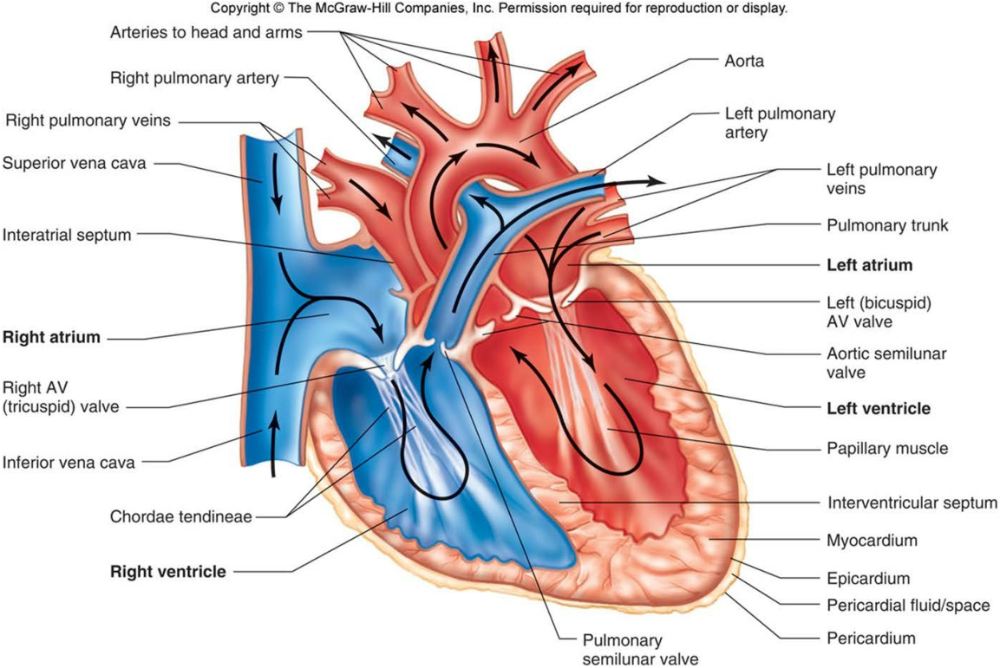 Copyright © The McGraw-Hill Companies, Inc. Permission required for reproduction or display.
Arteries to head and arms
Right pulmonary artery
Right pulmonary veins
Superior vena cava
Interatrial septum
Right atrium
Right AV
(tricuspid) valve
Inferior vena cava
Chordae tendineae
Right ventricle
Aorta
Left pulmonary
artery
Left pulmonary
veins
Pulmonary trunk
Left atrium
Left (bicuspid)
AV valve
Aortic semilunar
valve
Left ventricle
Papillary muscle
Interventricular septum
Myocardium
Epicardium
Pericardial fluid/space
Pericardium
Pulmonary
semilunar valve